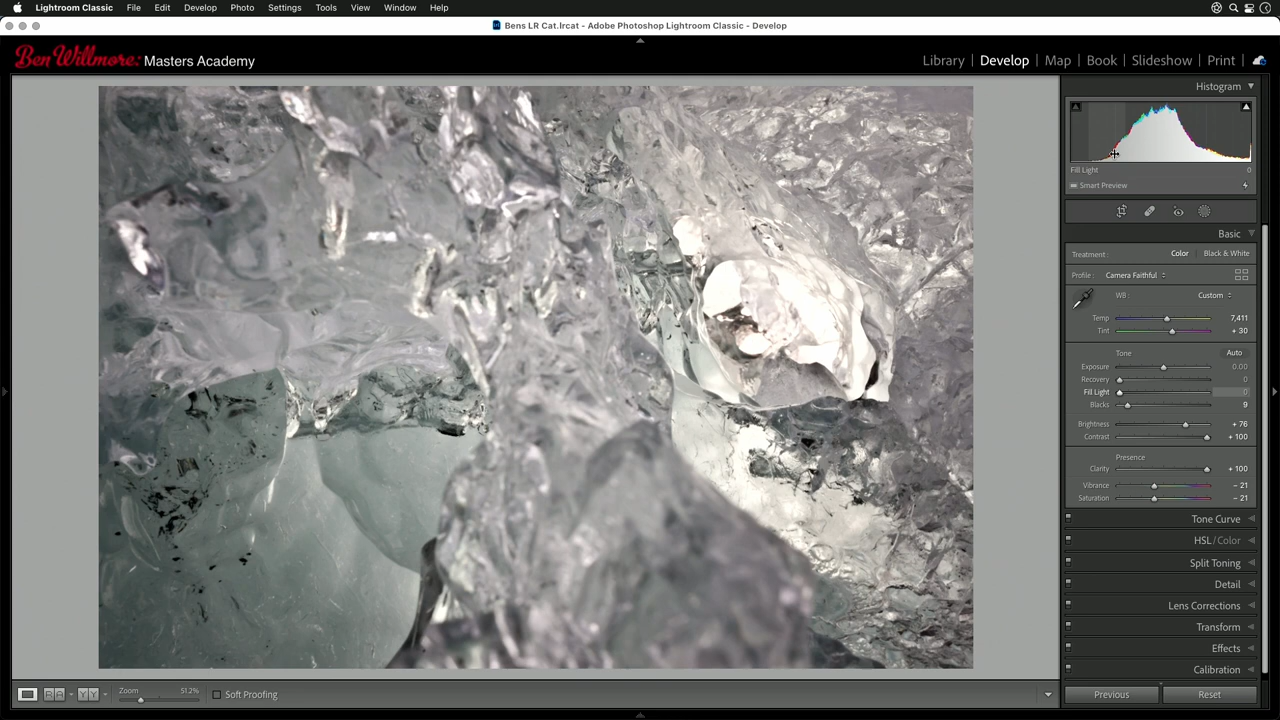 Lightroom Classic File Edit Develop Photo Settings Tools View Window Help
Bens LR Cat.lrcat - Adobe Photoshop Lightroom Classic - Develop
Ben Willmore: Masters Academy
Library | Develop | Map | Book | Slideshow | Print
Histogram
Fill Light 0
Smart Preview
Basic
Treatment : Color Black & White
Profile : Camera Faithful
WB : Custom
Temp 7,411
Tint + 30
Tone Auto
Exposure 0.00
Recovery 0
Fill Light 0
Blacks 9
Brightness + 76
Contrast + 100
Presence
Clarity + 100
Vibrance – 21
Saturation – 21
Tone Curve
HSL / Color
Split Toning
Detail
Lens Corrections
Transform
Effects
Calibration
R A Y Y Zoom 51.2% Soft Proofing
Previous Reset